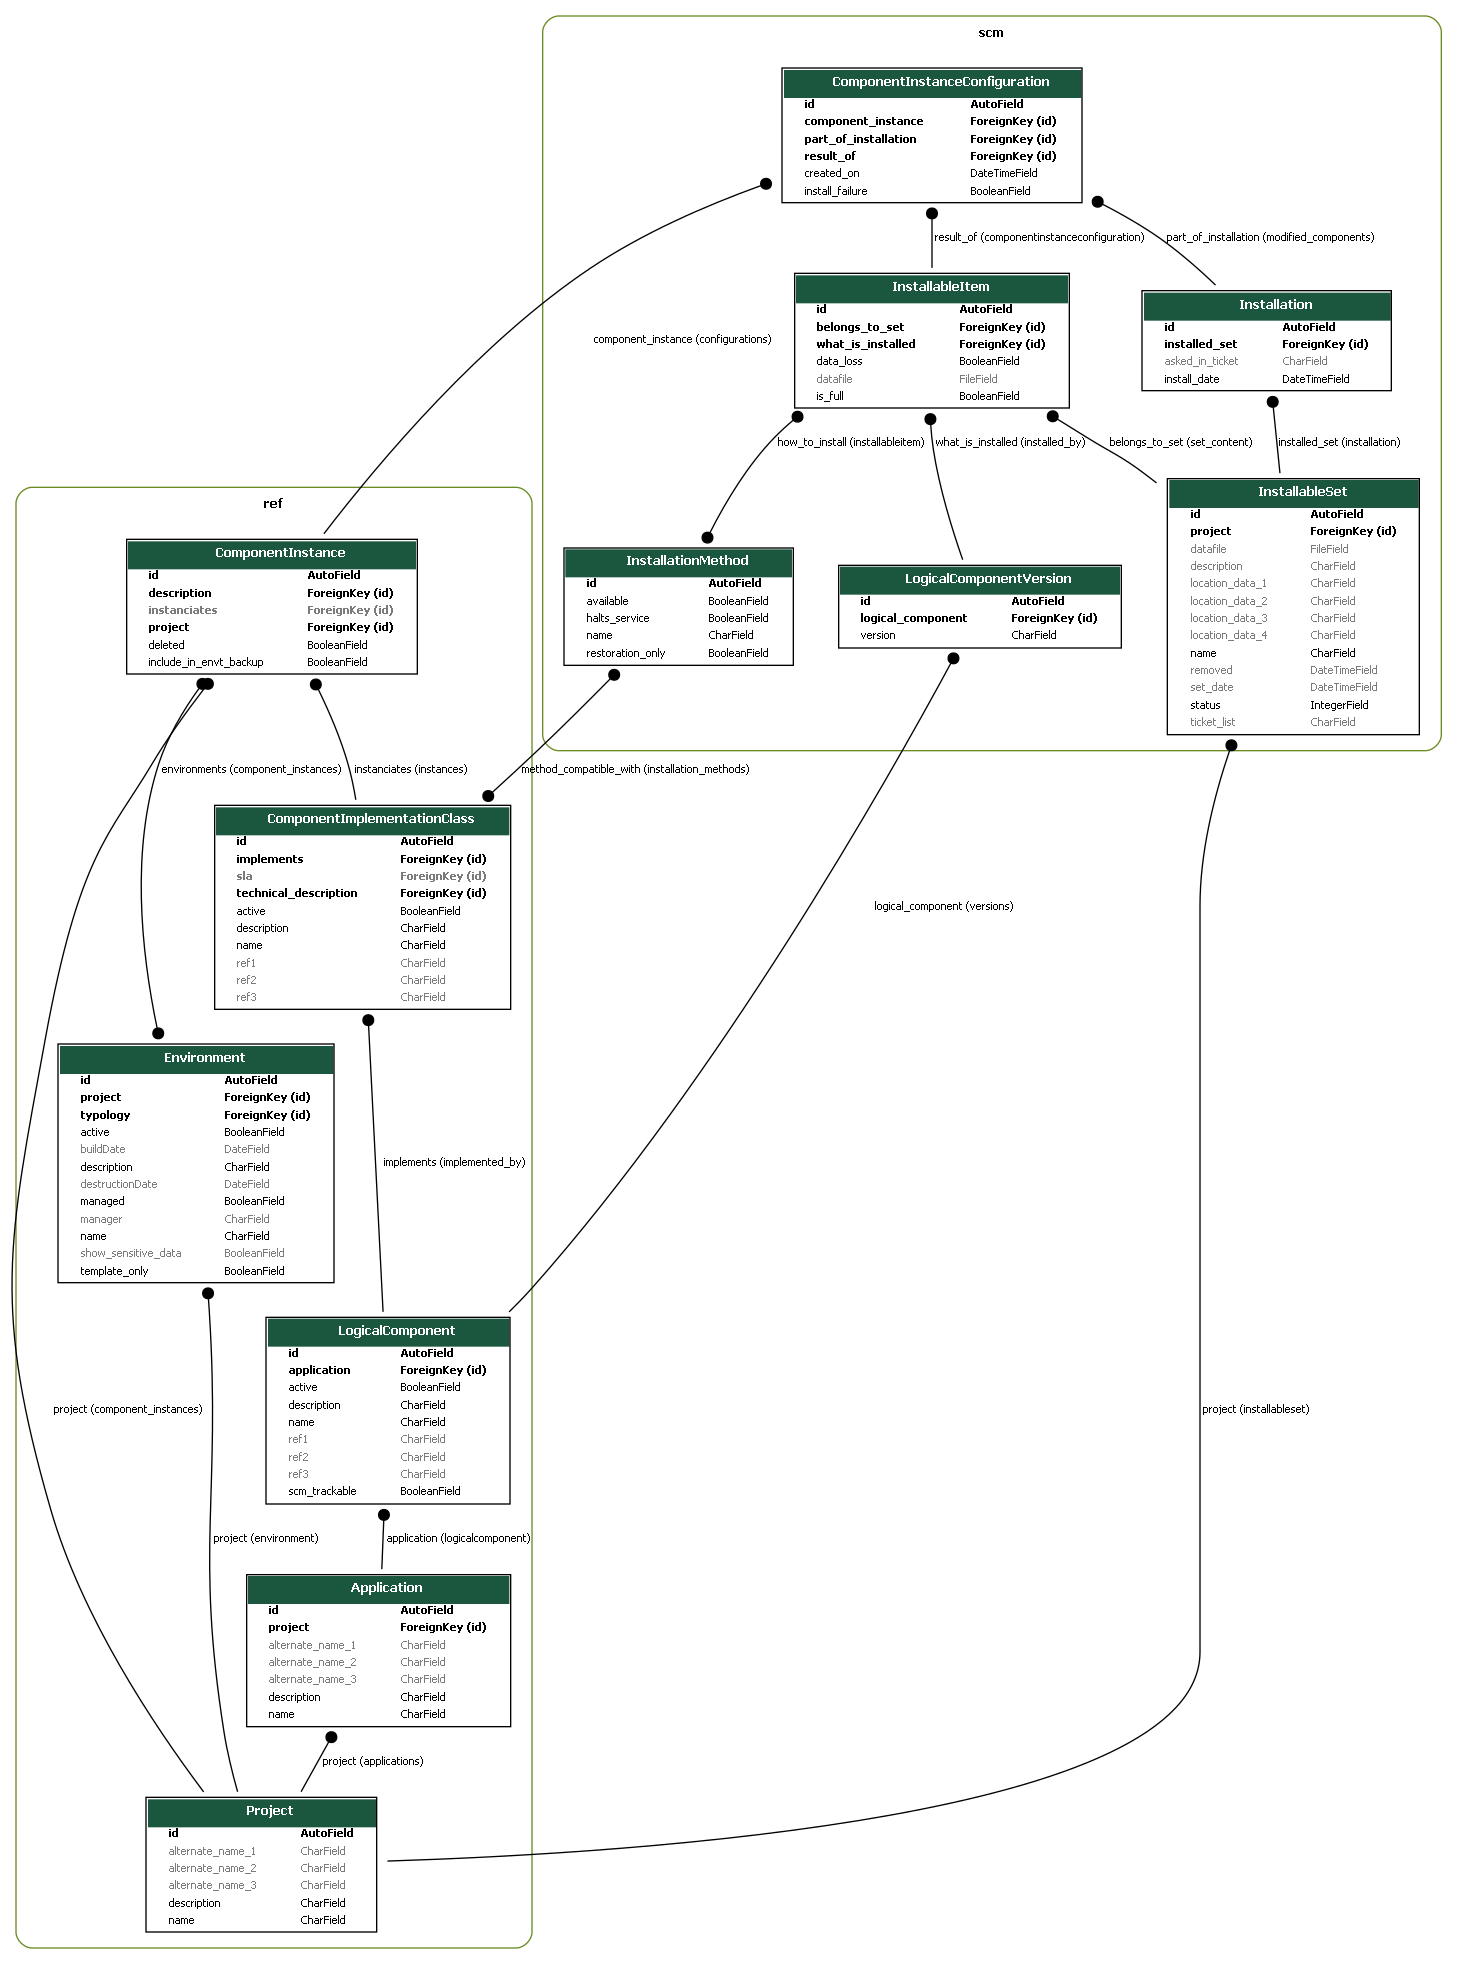 scm
ComponentInstanceConfiguration
id AutoField
component_instance ForeignKey (id)
part_of_installation ForeignKey (id)
result_of ForeignKey (id)
created_on DateTimeField
install_failure BooleanField
result_of (componentinstanceconfiguration)
part_of_installation (modified_components)
component_instance (configurations)
InstallableItem
id AutoField
belongs_to_set ForeignKey (id)
what_is_installed ForeignKey (id)
data_loss BooleanField
datafile FileField
is_full BooleanField
Installation
id AutoField
installed_set ForeignKey (id)
asked_in_ticket CharField
install_date DateTimeField
how_to_install (installableitem)
what_is_installed (installed_by)
belongs_to_set (set_content)
installed_set (installation)
InstallationMethod
id AutoField
available BooleanField
halts_service BooleanField
name CharField
restoration_only BooleanField
LogicalComponentVersion
id AutoField
logical_component ForeignKey (id)
version CharField
InstallableSet
id AutoField
project ForeignKey (id)
datafile FileField
description CharField
location_data_1 CharField
location_data_2 CharField
location_data_3 CharField
location_data_4 CharField
name CharField
removed DateTimeField
set_date DateTimeField
status IntegerField
ticket_list CharField
ref
ComponentInstance
id AutoField
description ForeignKey (id)
instanciates ForeignKey (id)
project ForeignKey (id)
deleted BooleanField
include_in_envt_backup BooleanField
environments (component_instances)
instanciates (instances)
method_compatible_with (installation_methods)
ComponentImplementationClass
id AutoField
implements ForeignKey (id)
sla ForeignKey (id)
technical_description ForeignKey (id)
active BooleanField
description CharField
name CharField
ref1 CharField
ref2 CharField
ref3 CharField
logical_component (versions)
Environment
id AutoField
project ForeignKey (id)
typology ForeignKey (id)
active BooleanField
buildDate DateField
description CharField
destructionDate DateField
managed BooleanField
manager CharField
name CharField
show_sensitive_data BooleanField
template_only BooleanField
implements (implemented_by)
LogicalComponent
id AutoField
application ForeignKey (id)
active BooleanField
description CharField
name CharField
ref1 CharField
ref2 CharField
ref3 CharField
scm_trackable BooleanField
project (component_instances)
project (installableset)
project (environment)
application (logicalcomponent)
Application
id AutoField
project ForeignKey (id)
alternate_name_1 CharField
alternate_name_2 CharField
alternate_name_3 CharField
description CharField
name CharField
project (applications)
Project
id AutoField
alternate_name_1 CharField
alternate_name_2 CharField
alternate_name_3 CharField
description CharField
name CharField